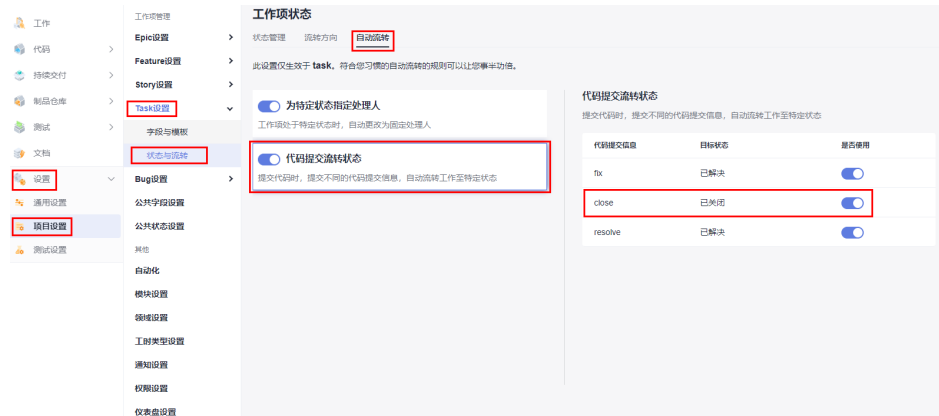 工作
代码
持续交付
制品仓库
测试
文档
设置
通用设置
项目设置
测试设置
工作项管理
Epic设置
Feature设置
Story设置
Task设置
字段与模板
状态与流转
Bug设置
公共字段设置
公共状态设置
其他
自动化
模块设置
领域设置
工时类型设置
通知设置
权限设置
仪表盘设置
工作项状态
状态管理 流转方向 自动流转
此设置仅生效于 task，符合您习惯的自动流转的规则可以让您事半功倍。
为特定状态指定处理人
工作项处于特定状态时，自动更改为固定处理人
代码提交流转状态
提交代码时，提交不同的代码提交信息，自动流转工作至特定状态
代码提交流转状态
提交代码时，提交不同的代码提交信息，自动流转工作至特定状态
代码提交信息 目标状态 是否使用
fix 已解决
close 已关闭
resolve 已解决